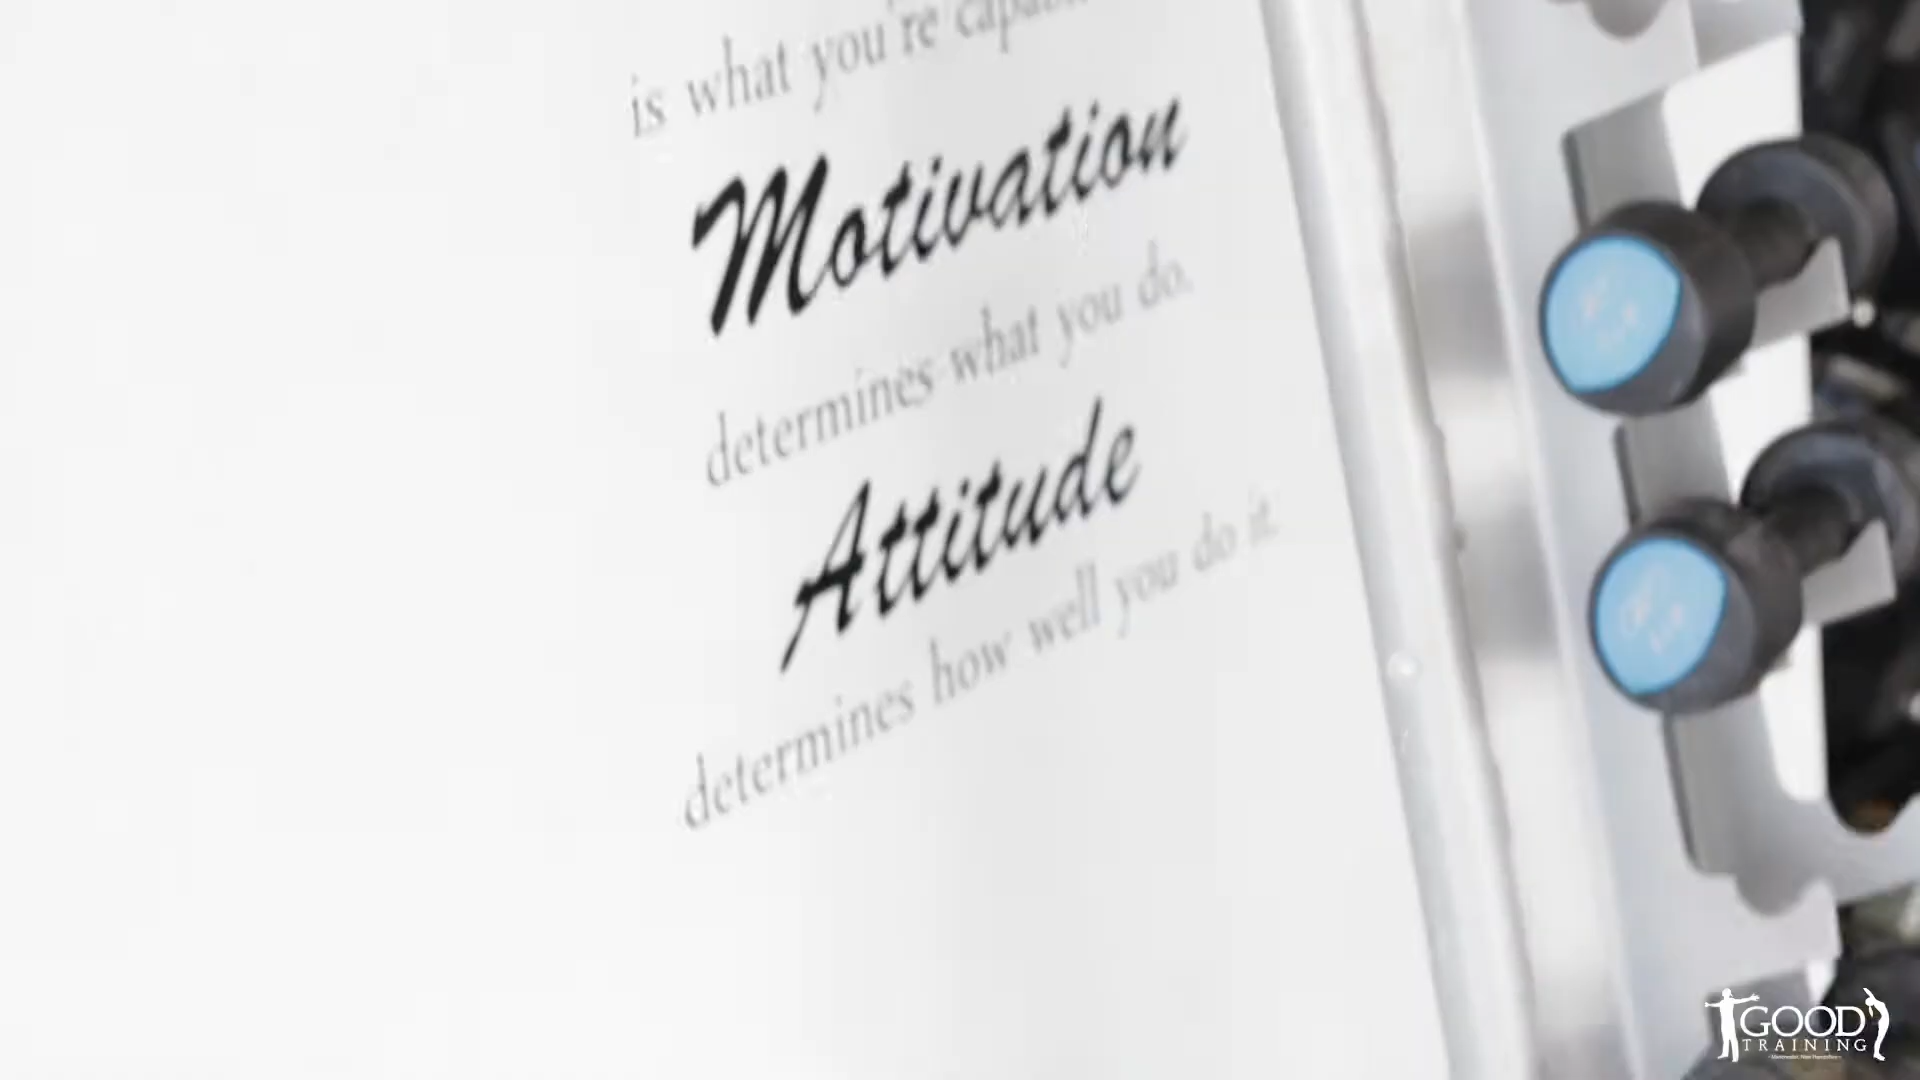 is what you're
Motivation
determines what you do.
Attitude
determines how well you do it.
GOOD
TRAINING